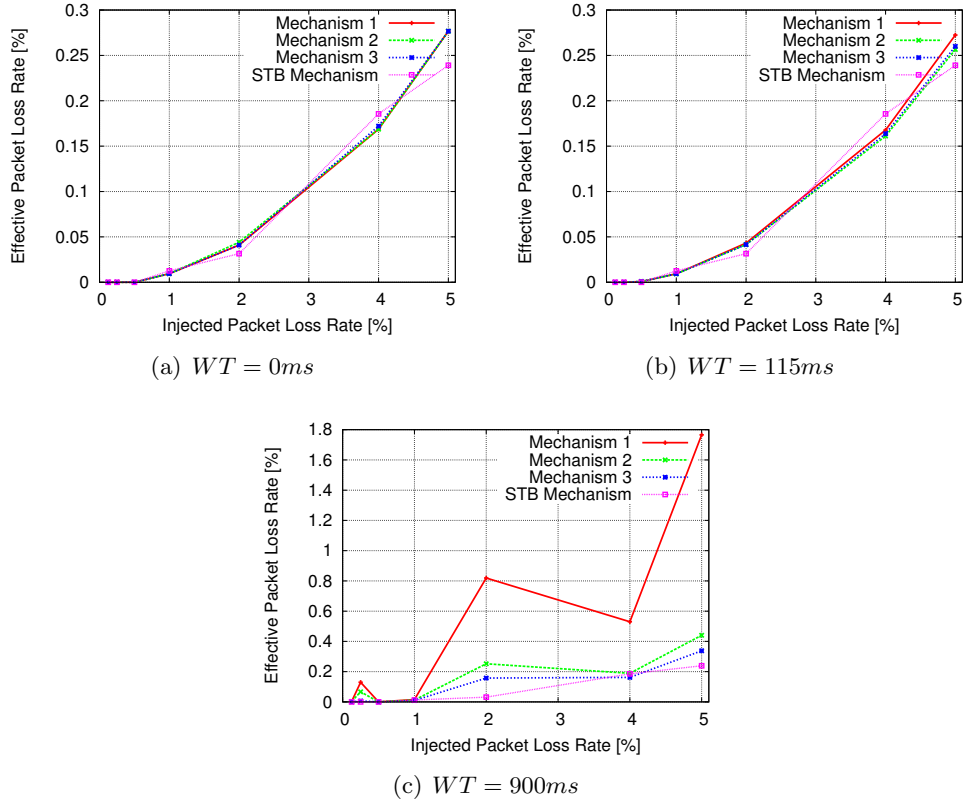 0.3
0.25
0.2
0.15
0.1
0.05
0
Effective Packet Loss Rate [%]
Mechanism 1
Mechanism 2
Mechanism 3
STB Mechanism
0 1 2 3 4 5
Injected Packet Loss Rate [%]
(a) WT = 0ms
0.3
0.25
0.2
0.15
0.1
0.05
0
Effective Packet Loss Rate [%]
Mechanism 1
Mechanism 2
Mechanism 3
STB Mechanism
0 1 2 3 4 5
Injected Packet Loss Rate [%]
(b) WT = 115ms
1.8
1.6
1.4
1.2
1
0.8
0.6
0.4
0.2
0
Effective Packet Loss Rate [%]
Mechanism 1
Mechanism 2
Mechanism 3
STB Mechanism
0 1 2 3 4 5
Injected Packet Loss Rate [%]
(c) WT = 900ms